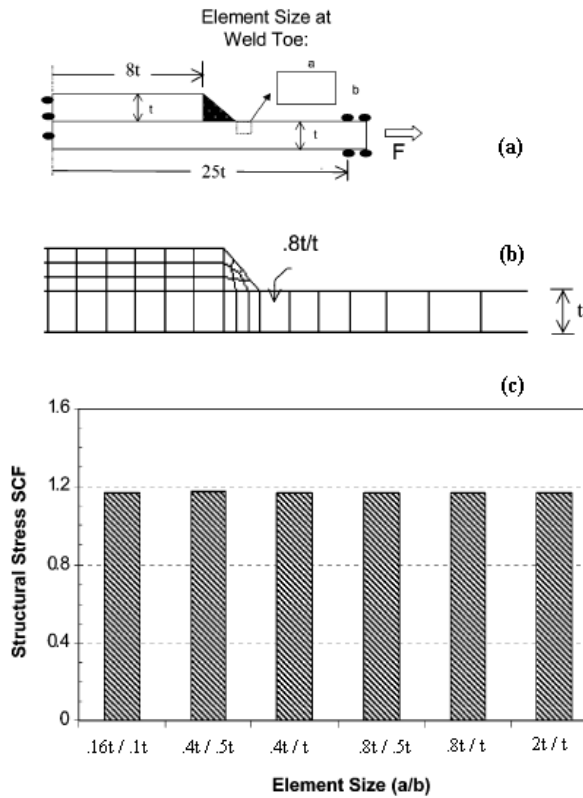 Element Size at
Weld Toe:
a
b
8t
t
t
F
25t
(a)
.8t/t
(b)
t
(c)
Structural Stress SCF
1.6
1.2
0.8
0.4
0
.16t / .1t
.4t / .5t
.4t / t
.8t / .5t
.8t / t
2t / t
Element Size (a/b)